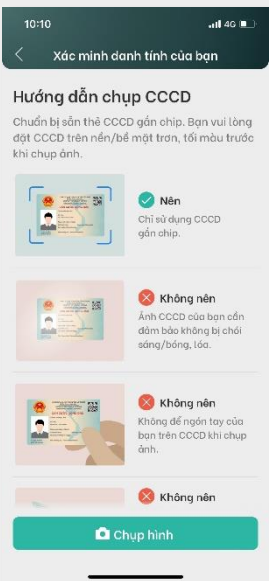 10:10
4G
Xác minh danh tính của bạn
Hướng dẫn chụp CCCD
Chuẩn bị sẵn thẻ CCCD gắn chip. Bạn vui lòng
đặt CCCD trên nền/bề mặt trơn, tối màu trước
khi chụp ảnh.
Nên
Chỉ sử dụng CCCD
gắn chip.
Không nên
Ảnh CCCD của bạn cần
đảm bảo không bị chói
sáng/bóng, lóa.
Không nên
Không để ngón tay của
bạn trên CCCD khi chụp
ảnh.
Không nên
Chụp hình